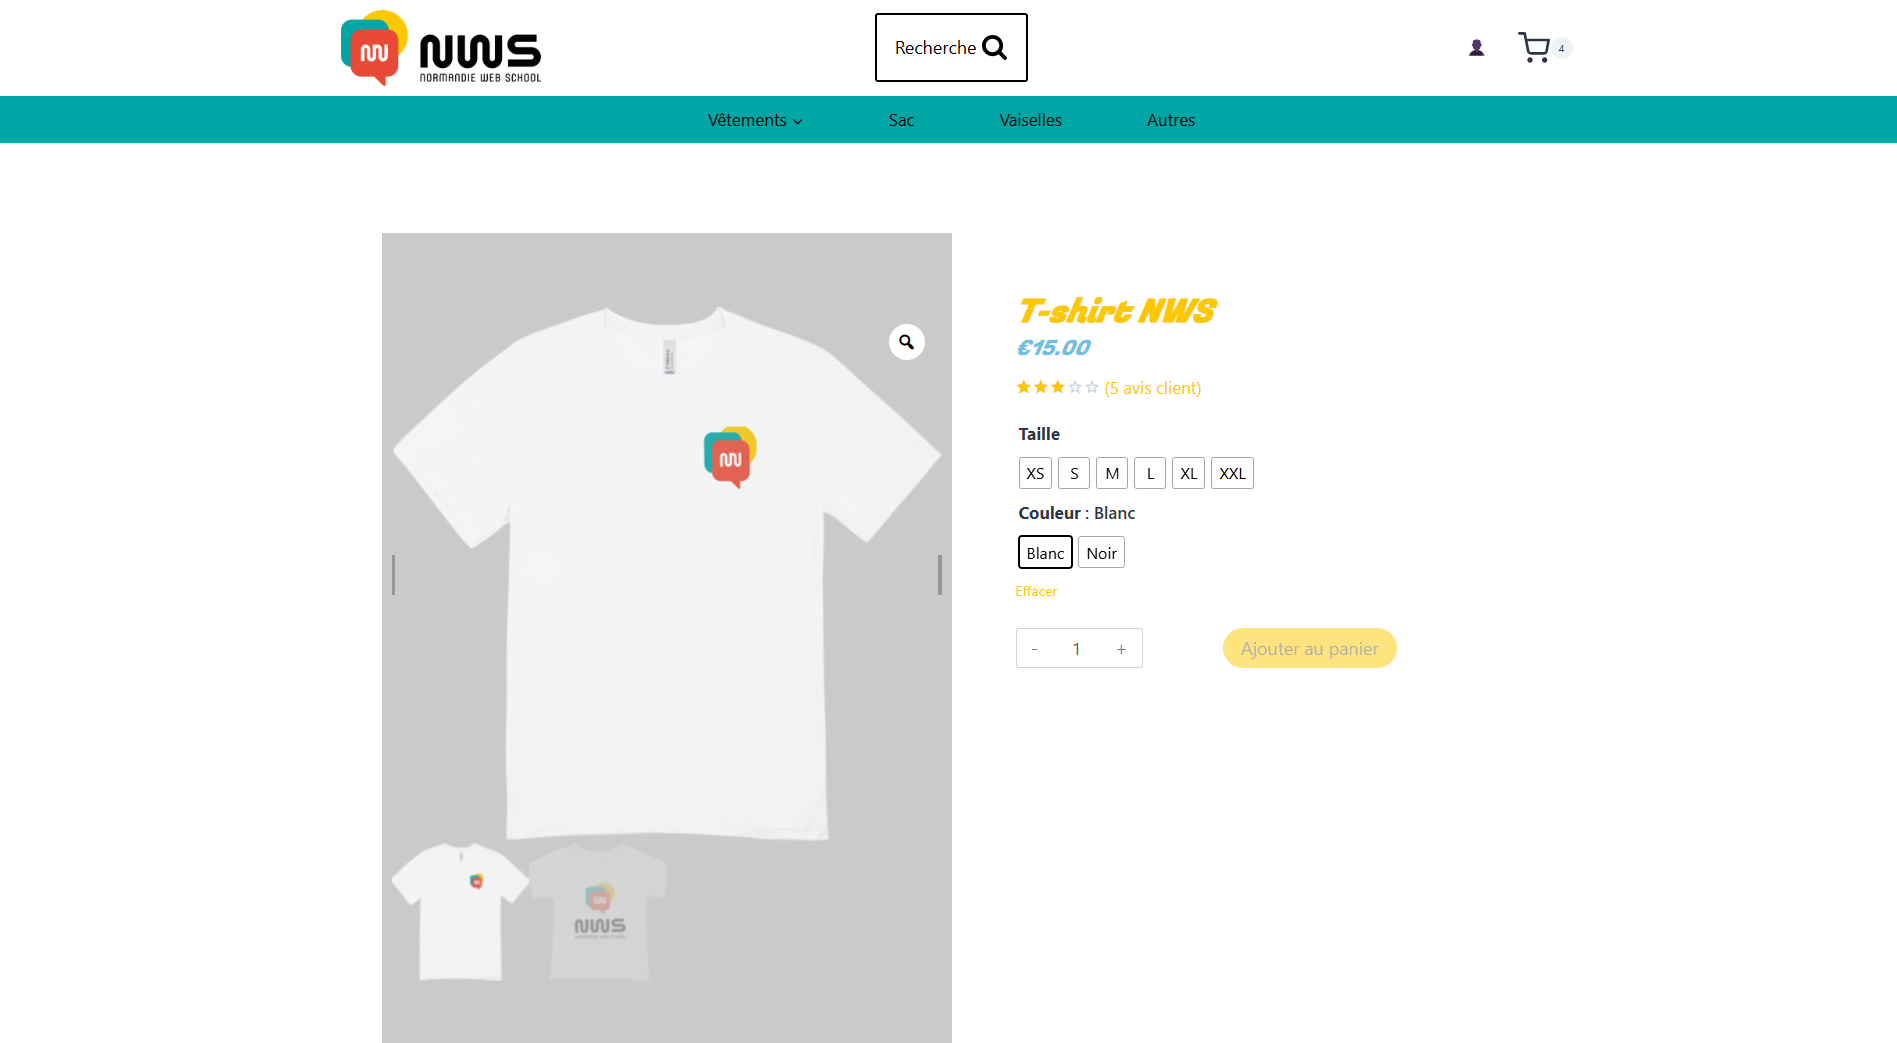 NWS
NORMANDIE WEB SCHOOL
Recherche
4
Vêtements
Sac
Vaiselles
Autres
T-shirt NWS
€15.00
(5 avis client)
Taille
XS S M L XL XXL
Couleur : Blanc
Blanc Noir
Effacer
- 1 +
Ajouter au panier
NWS